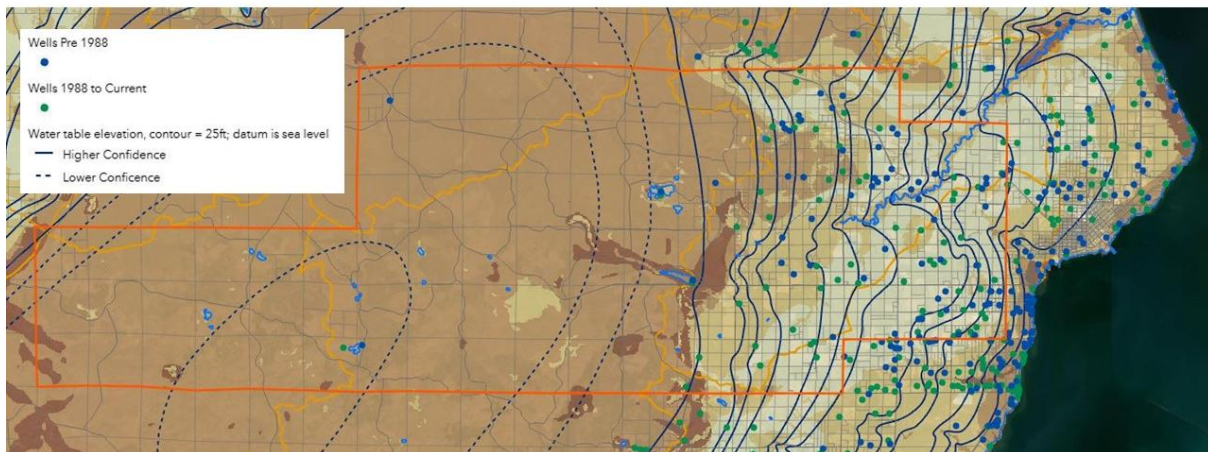 Wells Pre 1988
Wells 1988 to Current
Water table elevation, contour = 25ft; datum is sea level
Higher Confidence
Lower Conficence